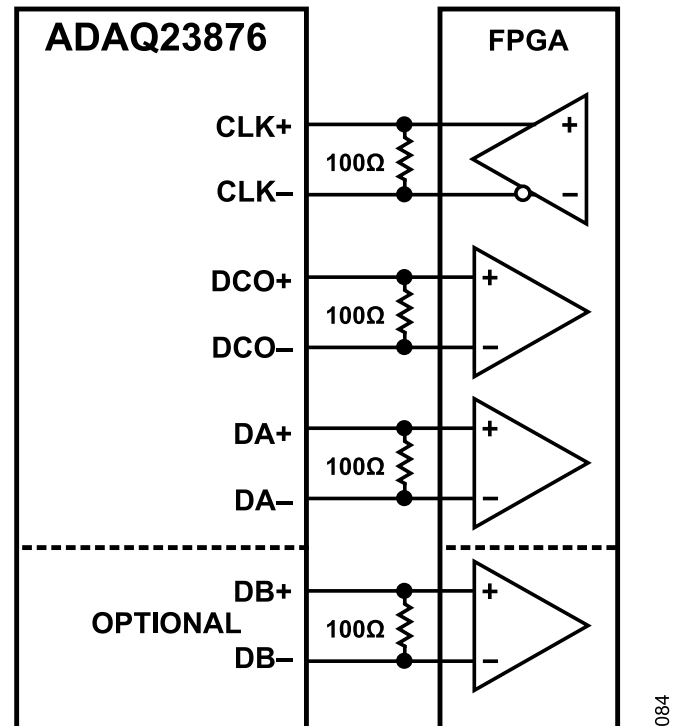 ADAQ23876
FPGA
CLK+
100Ω
CLK–
+
–
DCO+
100Ω
DCO–
+
–
DA+
100Ω
DA–
+
–
DB+
OPTIONAL
100Ω
DB–
+
–
084